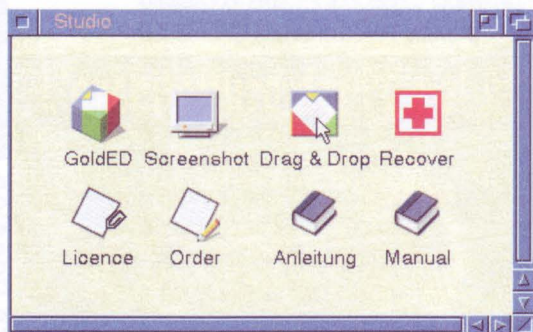 Studio
GoldED Screenshot Drag & Drop Recover
Licence Order Anleitung Manual